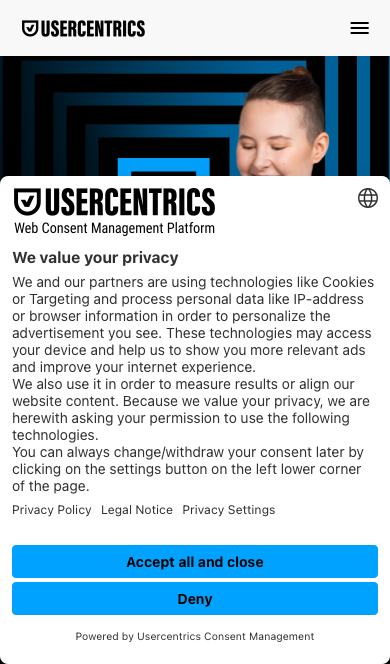 USERCENTRICS
USERCENTRICS
Web Consent Management Platform
We value your privacy
We and our partners are using technologies like Cookies
or Targeting and process personal data like IP-address
or browser information in order to personalize the
advertisement you see. These technologies may access
your device and help us to show you more relevant ads
and improve your internet experience.
We also use it in order to measure results or align our
website content. Because we value your privacy, we are
herewith asking your permission to use the following
technologies.
You can always change/withdraw your consent later by
clicking on the settings button on the left lower corner
of the page.
Privacy Policy Legal Notice Privacy Settings
Accept all and close
Deny
Powered by Usercentrics Consent Management